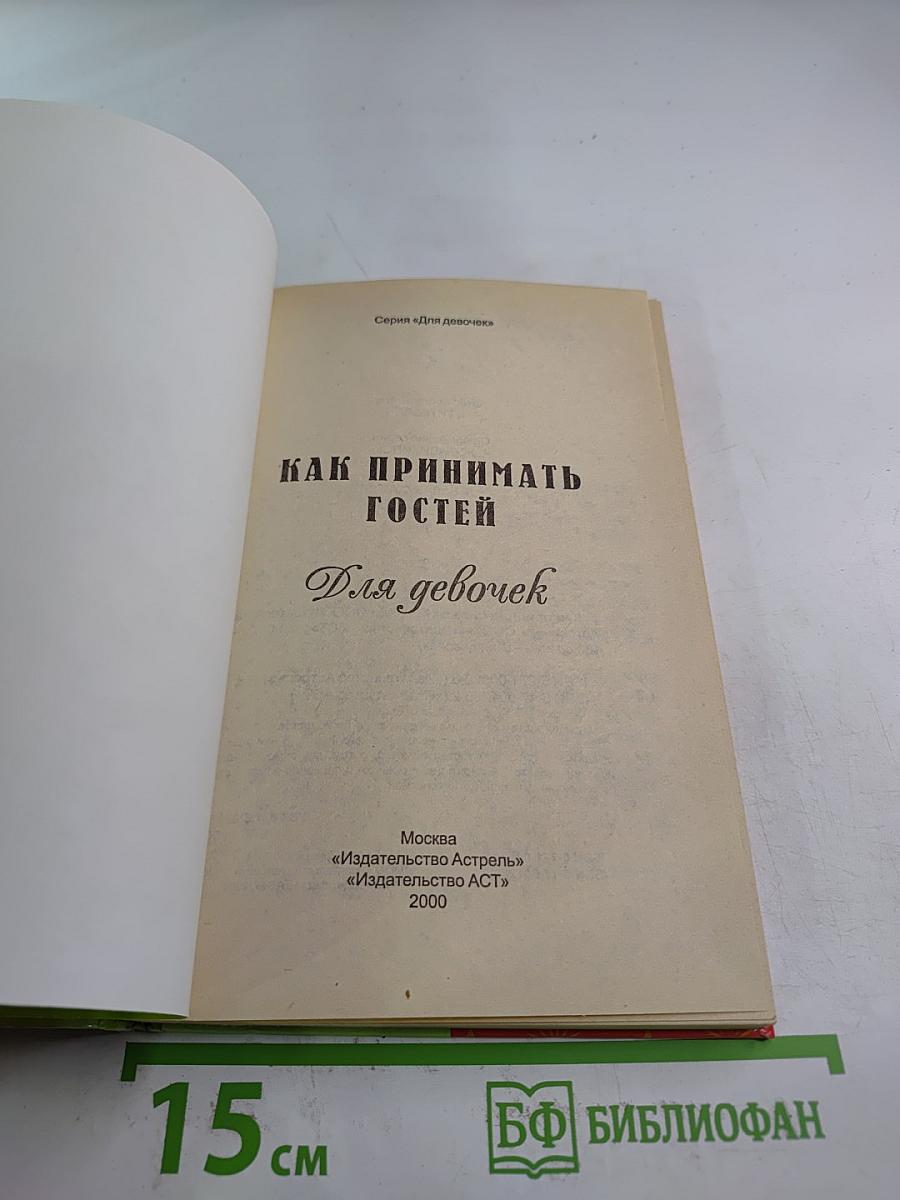 Серия «Для девочек»
КАК ПРИНИМАТЬ
ГОСТЕЙ
Для девочек
Москва
«Издательство Астрель»
«Издательство АСТ»
2000
15 см
БФ БИБЛИОФАН